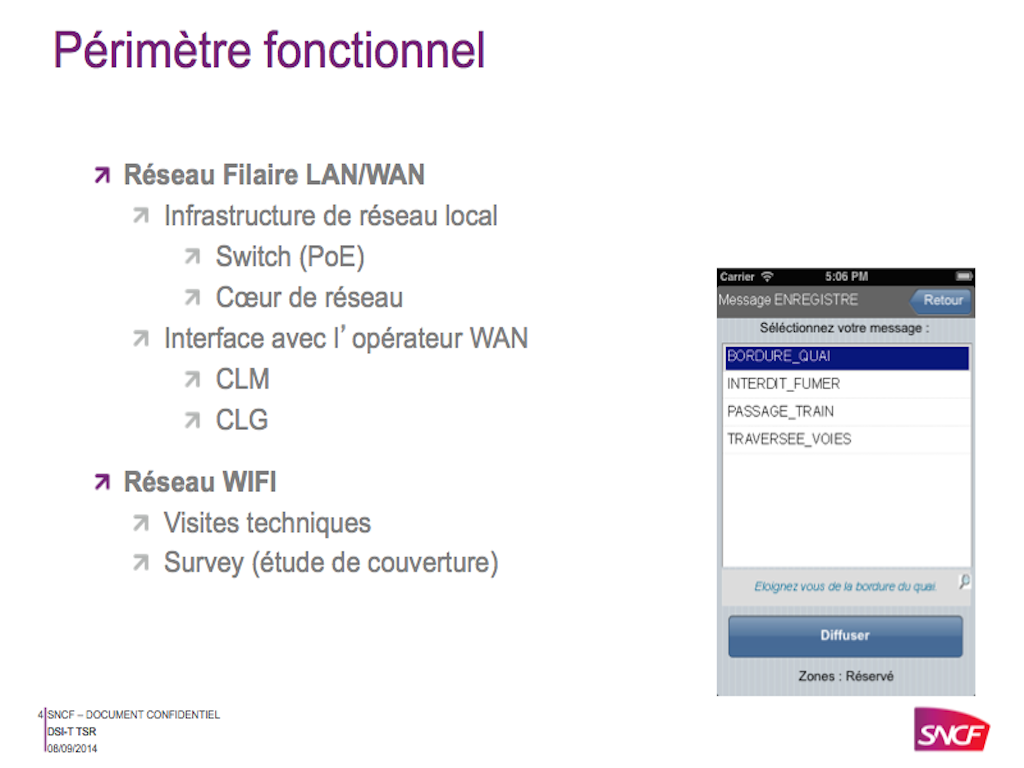 Périmètre fonctionnel
Réseau Filaire LAN/WAN
Infrastructure de réseau local
Switch (PoE)
Cœur de réseau
Interface avec l’opérateur WAN
CLM
CLG
Réseau WIFI
Visites techniques
Survey (étude de couverture)
Carrier 5:06 PM
Message ENREGISTRE Retour
Séléctionnez votre message :
BORDURE_QUAI
INTERDIT_FUMER
PASSAGE_TRAIN
TRAVERSEE_VOIES
Eloignez vous de la bordure du quai.
Diffuser
Zones : Réservé
4 SNCF – DOCUMENT CONFIDENTIEL
DSI-T TSR
08/09/2014
SNCF